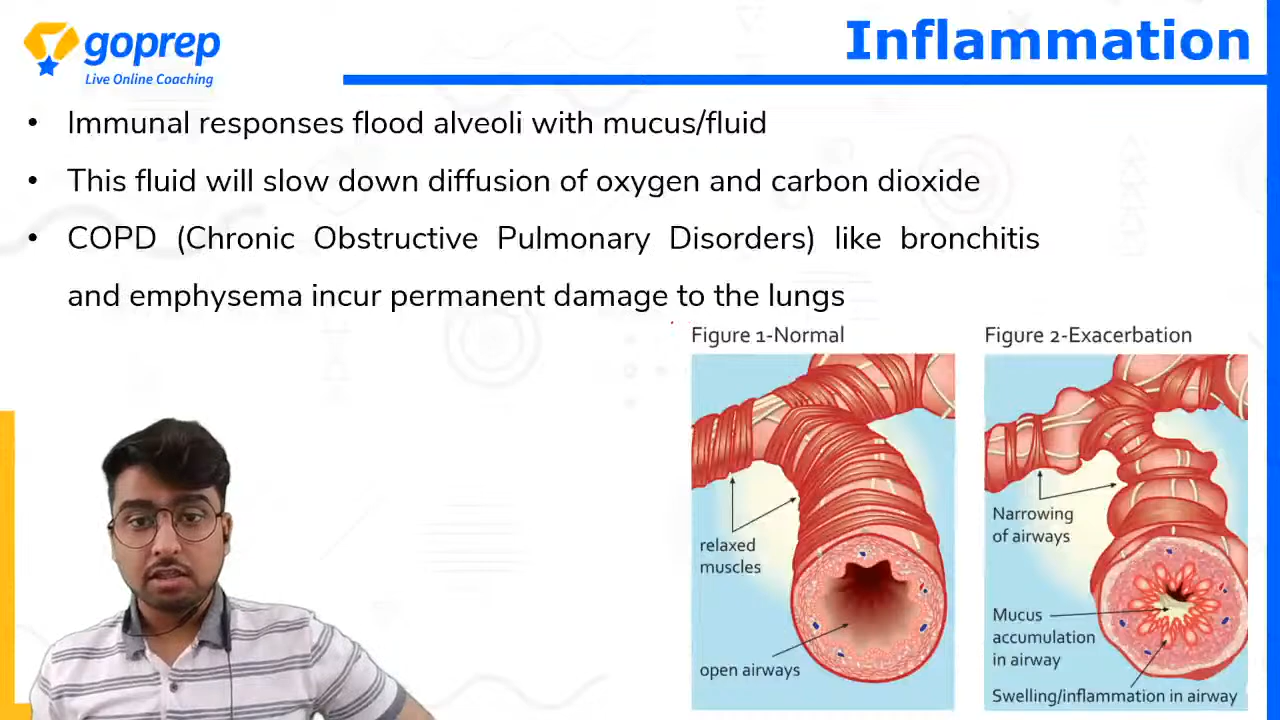 goprep
Live Online Coaching
Inflammation
• Immunal responses flood alveoli with mucus/fluid
• This fluid will slow down diffusion of oxygen and carbon dioxide
• COPD (Chronic Obstructive Pulmonary Disorders) like bronchitis
and emphysema incur permanent damage to the lungs
Figure 1-Normal
relaxed
muscles
open airways
Figure 2-Exacerbation
Narrowing
of airways
Mucus
accumulation
in airway
Swelling/inflammation in airway